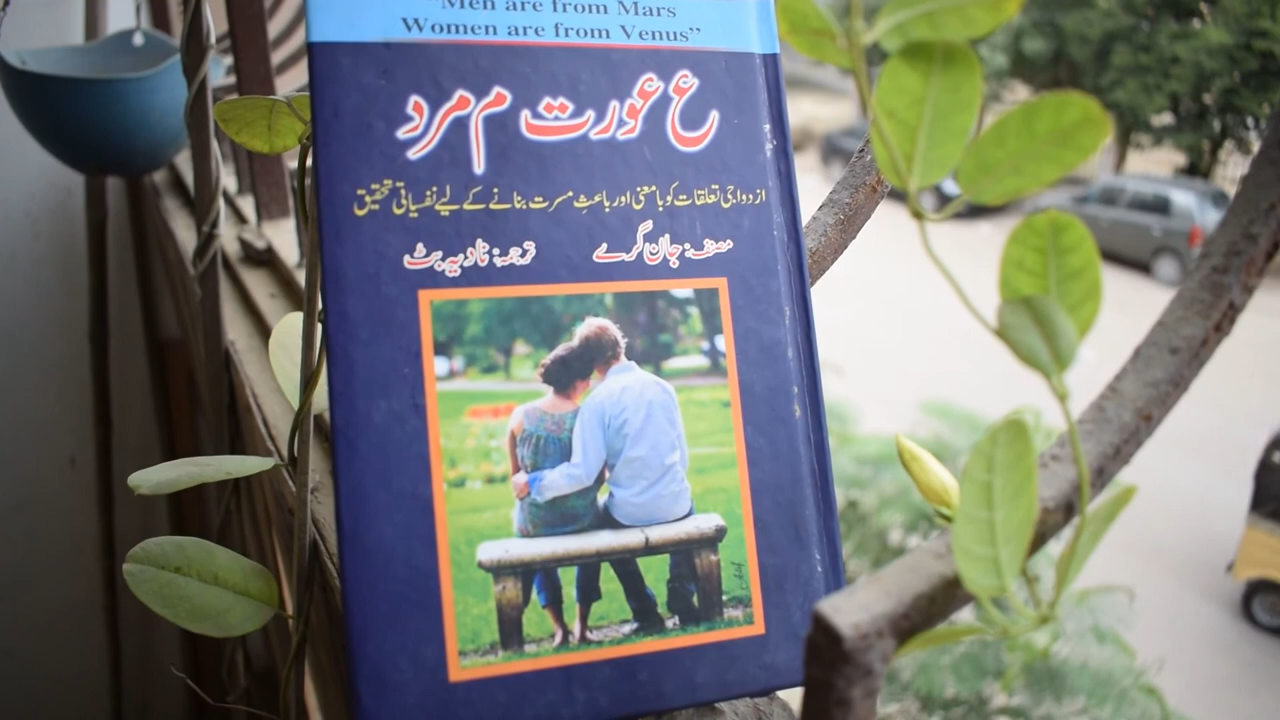 "Men are from Mars
Women are from Venus"
ع عورت م مرد
ازدواجی تعلقات کو بامعنی اور باعثِ مسرت بنانے کے لیے نفسیاتی تحقیق
مصنف: جان گرے ترجمہ: نادیہ بٹ
Atif